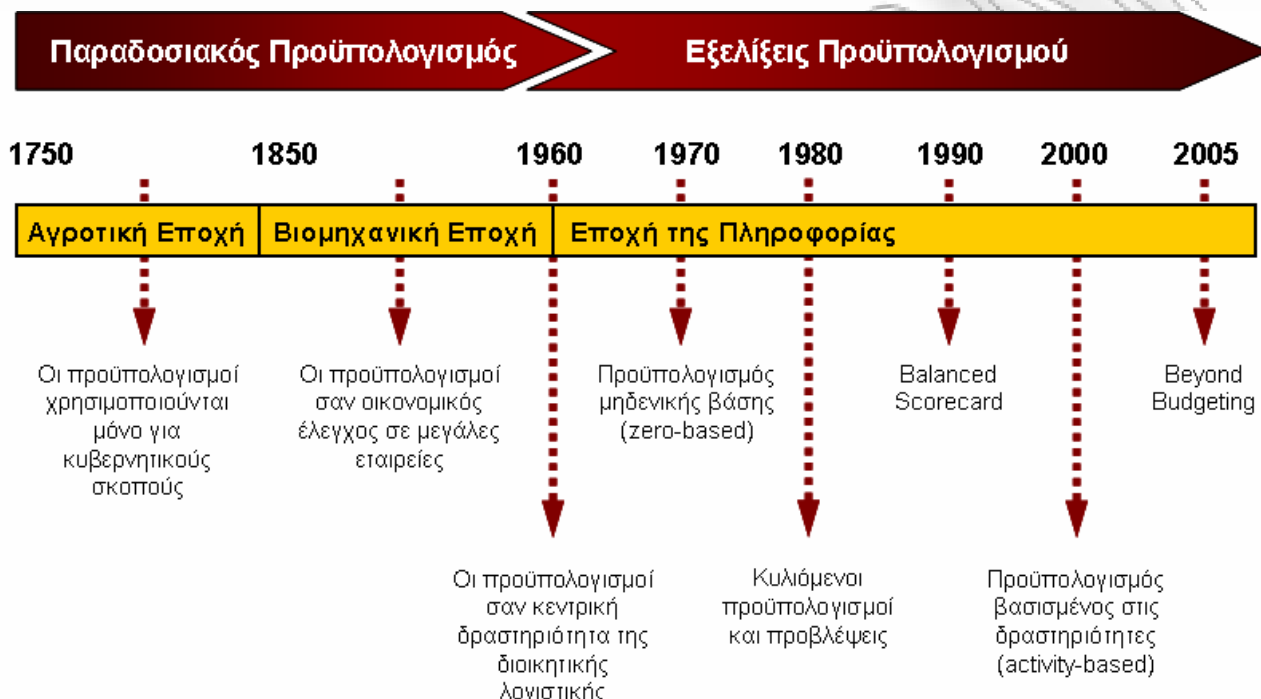 Παραδοσιακός Προϋπολογισμός
Εξελίξεις Προϋπολογισμού
1750 1850 1960 1970 1980 1990 2000 2005
Αγροτική Εποχή
Βιομηχανική Εποχή
Εποχή της Πληροφορίας
Οι προϋπολογισμοί
χρησιμοποιούνται
μόνο για
κυβερνητικούς
σκοπούς
Οι προϋπολογισμοί
σαν οικονομικός
έλεγχος σε μεγάλες
εταιρείες
Προϋπολογισμός
μηδενικής βάσης
(zero-based)
Balanced
Scorecard
Beyond
Budgeting
Οι προϋπολογισμοί
σαν κεντρική
δραστηριότητα της
διοικητικής
λογιστικής
Κυλιόμενοι
προϋπολογισμοί
και προβλέψεις
Προϋπολογισμός
βασισμένος στις
δραστηριότητες
(activity-based)